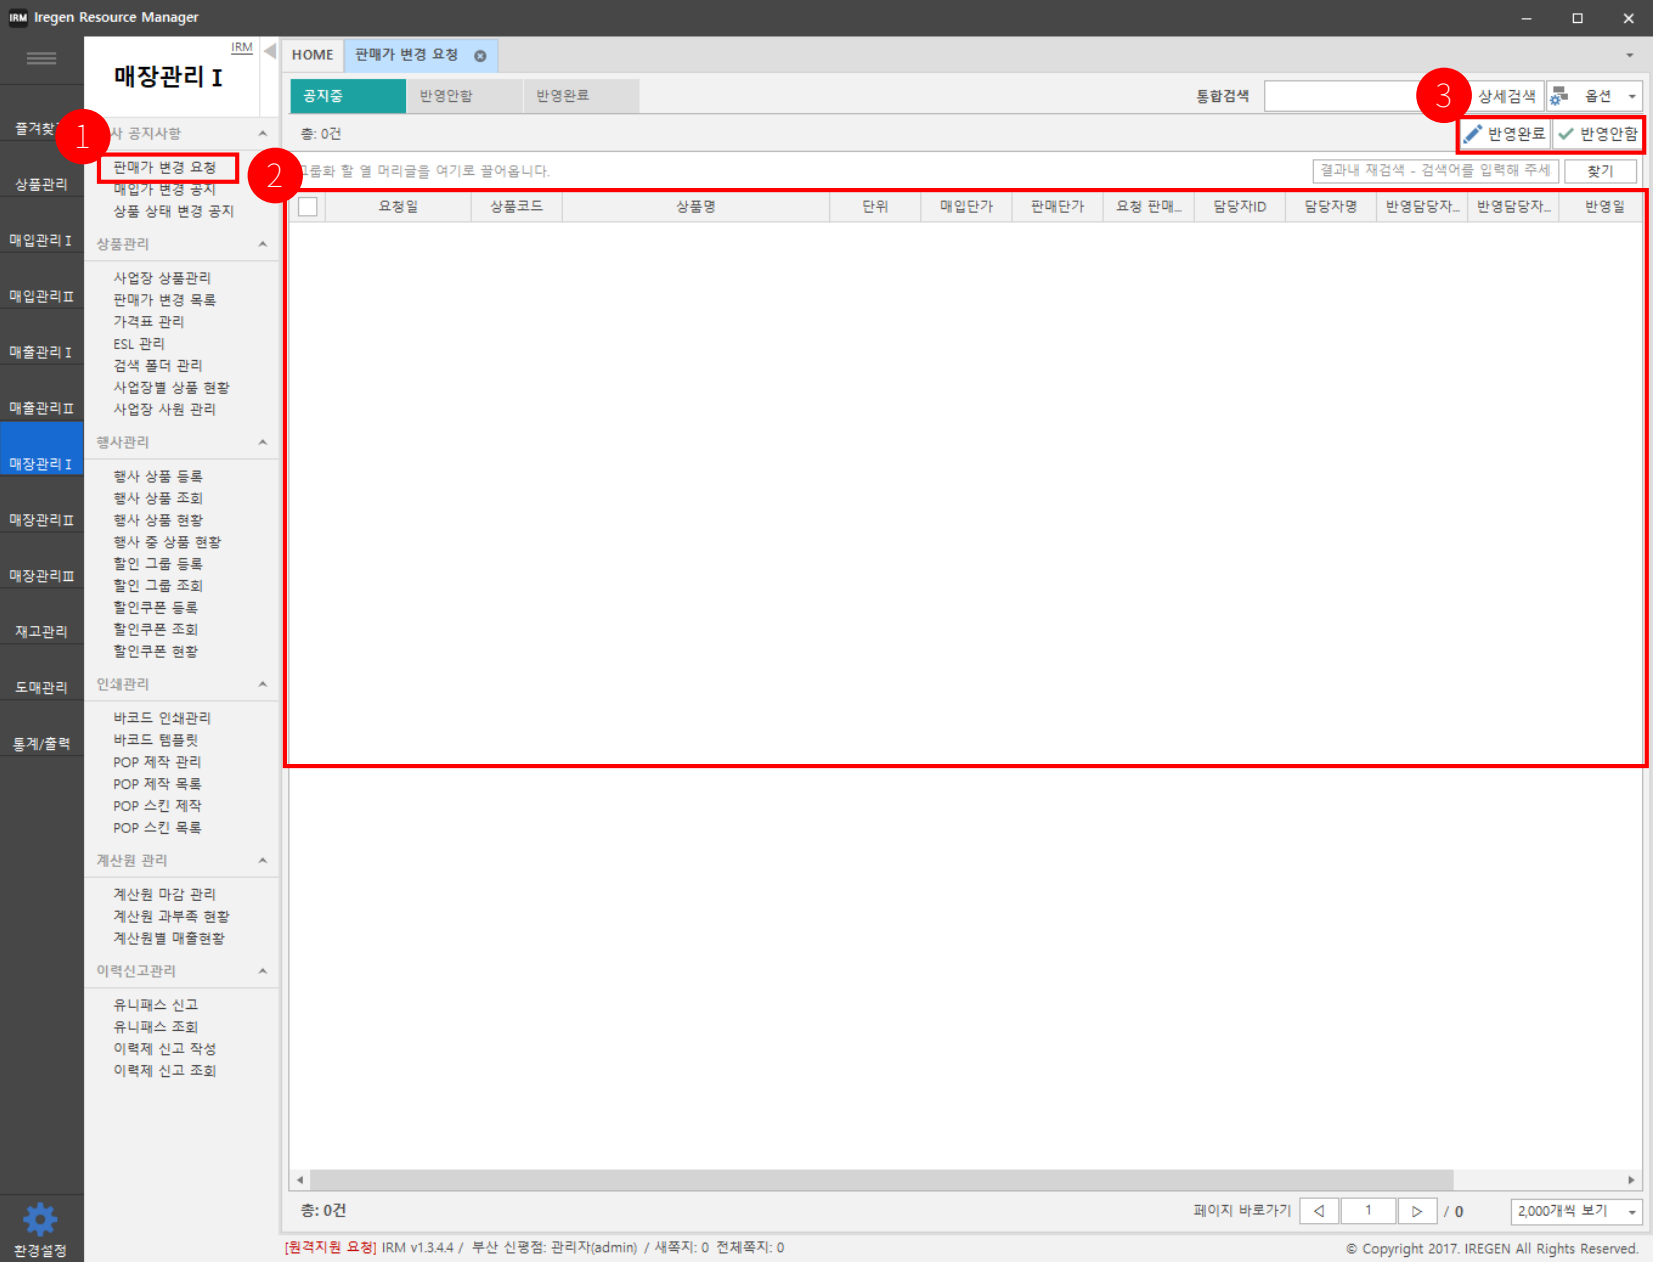 IRM Iregen Resource Manager
IRM
매장관리 I
HOME
판매가 변경 요청
공지중
반영안함
반영완료
통합검색
3
상세검색
옵션
즐겨찾
1
사 공지사항
총: 0건
반영완료
반영안함
판매가 변경 요청
매입가 변경 공지
상품 상태 변경 공지
2
그룹화 할 열 머리글을 여기로 끌어옵니다.
결과내 재검색 - 검색어를 입력해 주세
찾기
요청일
상품코드
상품명
단위
매입단가
판매단가
요청 판매...
담당자ID
담당자명
반영담당자...
반영담당자...
반영일
상품관리
매입관리 I
매입관리 II
매출관리 I
매출관리 II
매장관리 I
매장관리 II
매장관리 III
재고관리
도매관리
통계/출력
상품관리
사업장 상품관리
판매가 변경 목록
가격표 관리
ESL 관리
검색 폴더 관리
사업장별 상품 현황
사업장 사원 관리
행사관리
행사 상품 등록
행사 상품 조회
행사 상품 현황
행사 중 상품 현황
할인 그룹 등록
할인 그룹 조회
할인쿠폰 등록
할인쿠폰 조회
할인쿠폰 현황
인쇄관리
바코드 인쇄관리
바코드 템플릿
POP 제작 관리
POP 제작 목록
POP 스킨 제작
POP 스킨 목록
계산원 관리
계산원 마감 관리
계산원 과부족 현황
계산원별 매출현황
이력신고관리
유니패스 신고
유니패스 조회
이력제 신고 작성
이력제 신고 조회
총: 0건
페이지 바로가기
1
/ 0
2,000개씩 보기
환경설정
[원격지원 요청] IRM v1.3.4.4 / 부산 신평점: 관리자(admin) / 새쪽지: 0 전체쪽지: 0
© Copyright 2017. IREGEN All Rights Reserved.